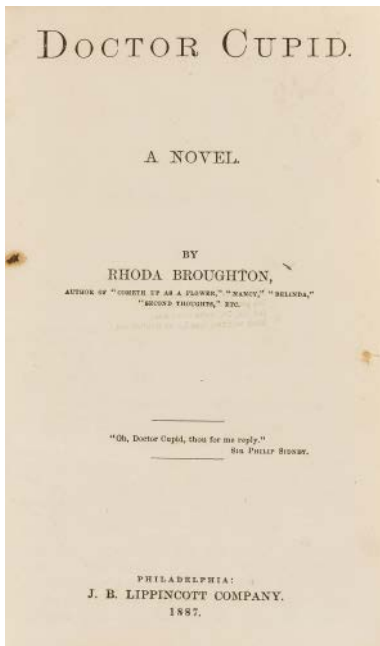 DOCTOR CUPID.
A NOVEL.
BY
RHODA BROUGHTON,
AUTHOR OF "COMETH UP AS A FLOWER," "NANCY," "BELINDA,"
"SECOND THOUGHTS," ETC.
"Oh, Doctor Cupid, thou for me reply."
SIR PHILIP SIDNEY.
PHILADELPHIA:
J. B. LIPPINCOTT COMPANY.
1887.